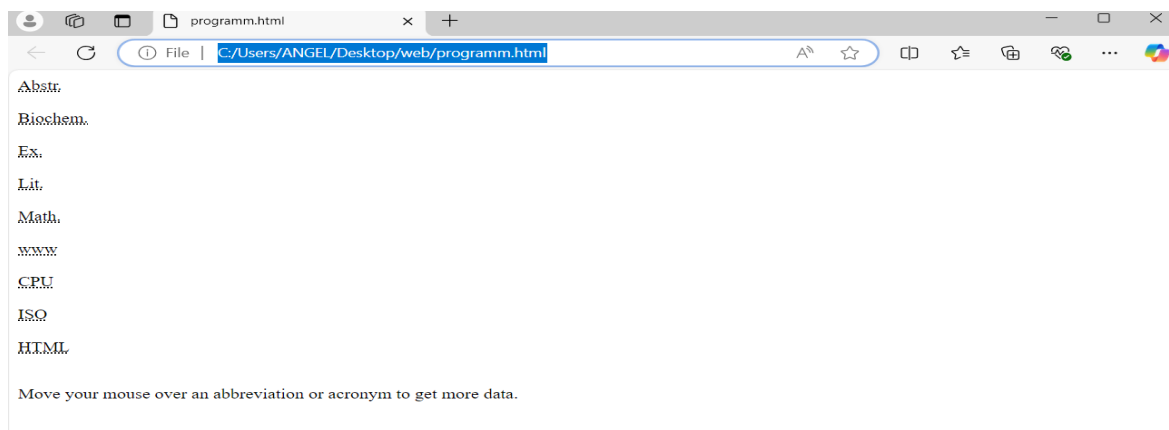 programm.html
File | C:/Users/ANGEL/Desktop/web/programm.html
Abstr.
Biochem.
Ex.
Lit.
Math.
www
CPU
ISO
HTML
Move your mouse over an abbreviation or acronym to get more data.